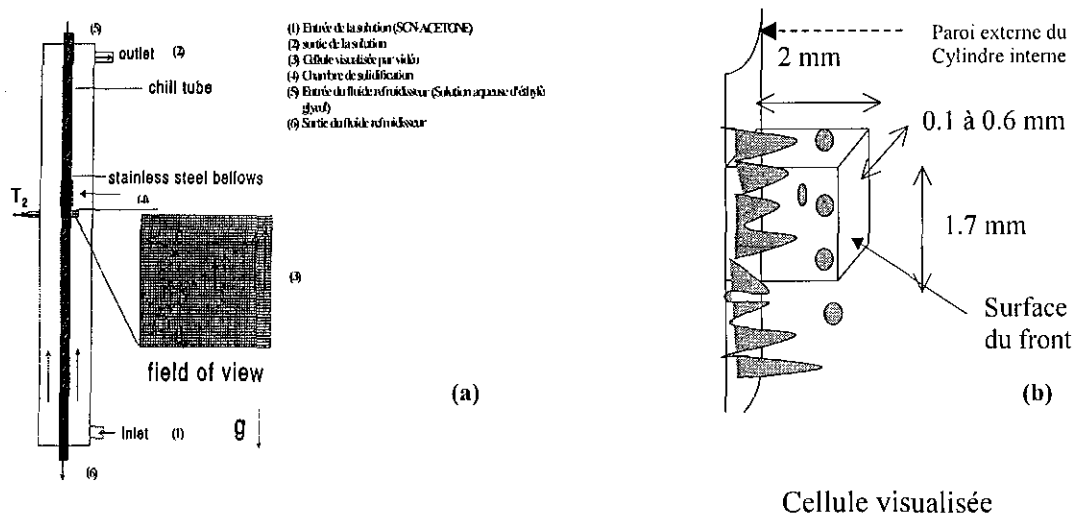 (5)
outlet (2)
chill tube
stainless steel bellows
T2
(4)
(3)
field of view
g
Inlet (1)
(6)
(1) Entrée de la solution (SCN-ACETONE)
(2) sortie de la solution
(3) Cellule visualisée par vidéo
(4) Chambre de solidification
(5) Entrée du fluide refroidisseur (Solution aqueuse d'éthylè
glycol)
(6) Sortie du fluide refroidisseur
(a)
Paroi externe du
Cylindre interne
2 mm
0.1 à 0.6 mm
1.7 mm
Surface
du front
(b)
Cellule visualisée